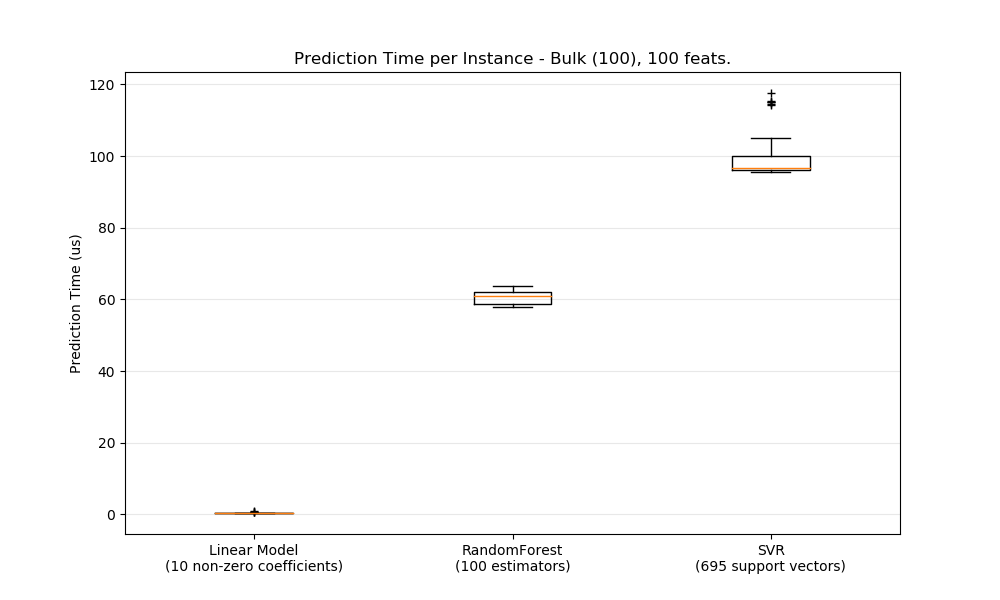 Prediction Time per Instance - Bulk (100), 100 feats.
Prediction Time (us)
120
100
80
60
40
20
0
Linear Model
(10 non-zero coefficients)
RandomForest
(100 estimators)
SVR
(695 support vectors)